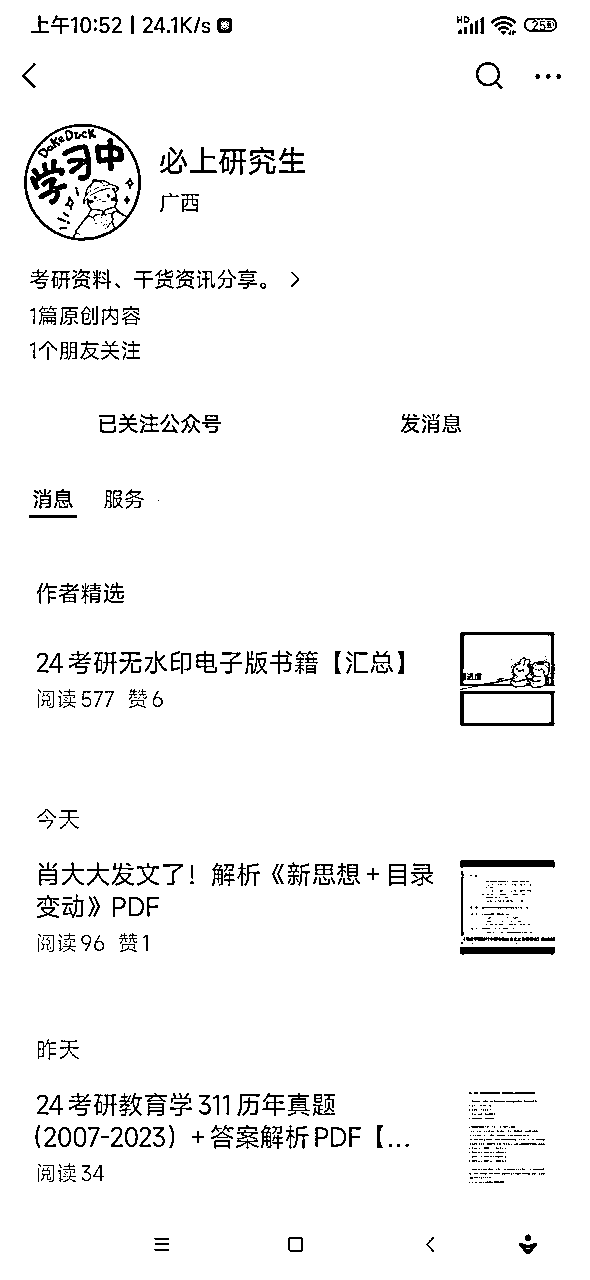 上午10:52 | 24.1K/s
HD
25
DakeDuck
学习中
必上研究生
广西
考研资料、干货资讯分享。
1篇原创内容
1个朋友关注
已关注公众号 发消息
消息 服务
作者精选
24考研无水印电子版书籍【汇总】
阅读577 赞6
今天
肖大大发文了！解析《新思想+目录
变动》PDF
阅读96 赞1
昨天
24考研教育学311历年真题
(2007-2023）+答案解析PDF【...
阅读34